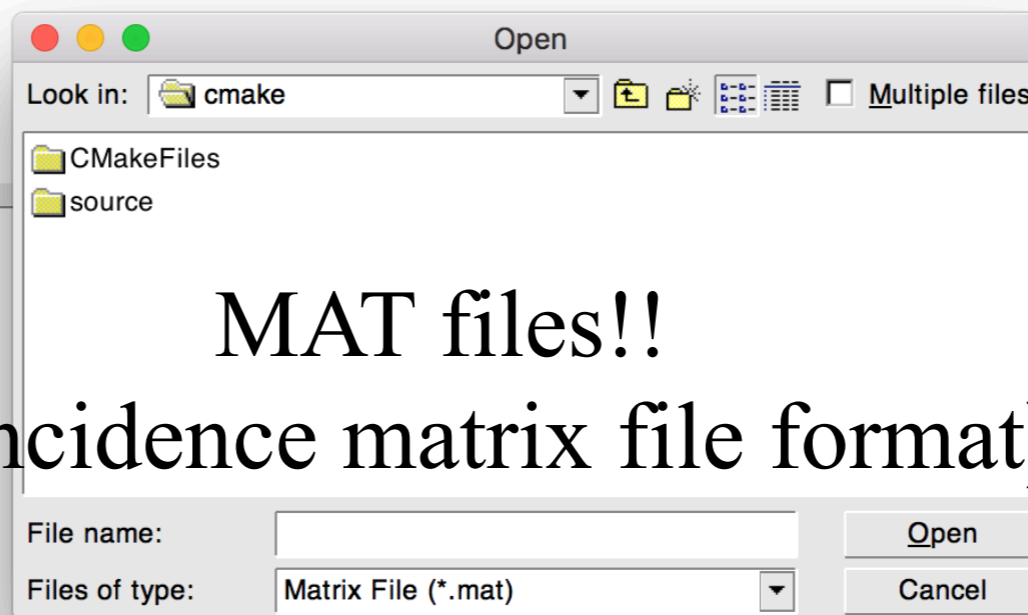 Open
Look in: cmake Multiple files
CMakeFiles
source
MAT files!!
ncidence matrix file format
File name: Open
Files of type: Matrix File (*.mat) Cancel